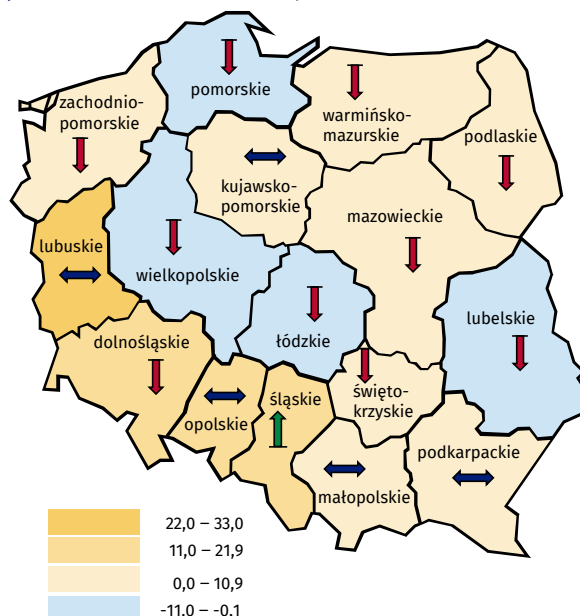 pomorskie
zachodnio-
pomorskie
warmińsko-
mazurskie
podlaskie
kujawsko-
pomorskie
mazowieckie
lubuskie
wielkopolskie
łódzkie
lubelskie
dolnośląskie
opolskie
śląskie
święto-
krzyskie
małopolskie
podkarpackie
22,0 – 33,0
11,0 – 21,9
0,0 – 10,9
-11,0 – -0,1